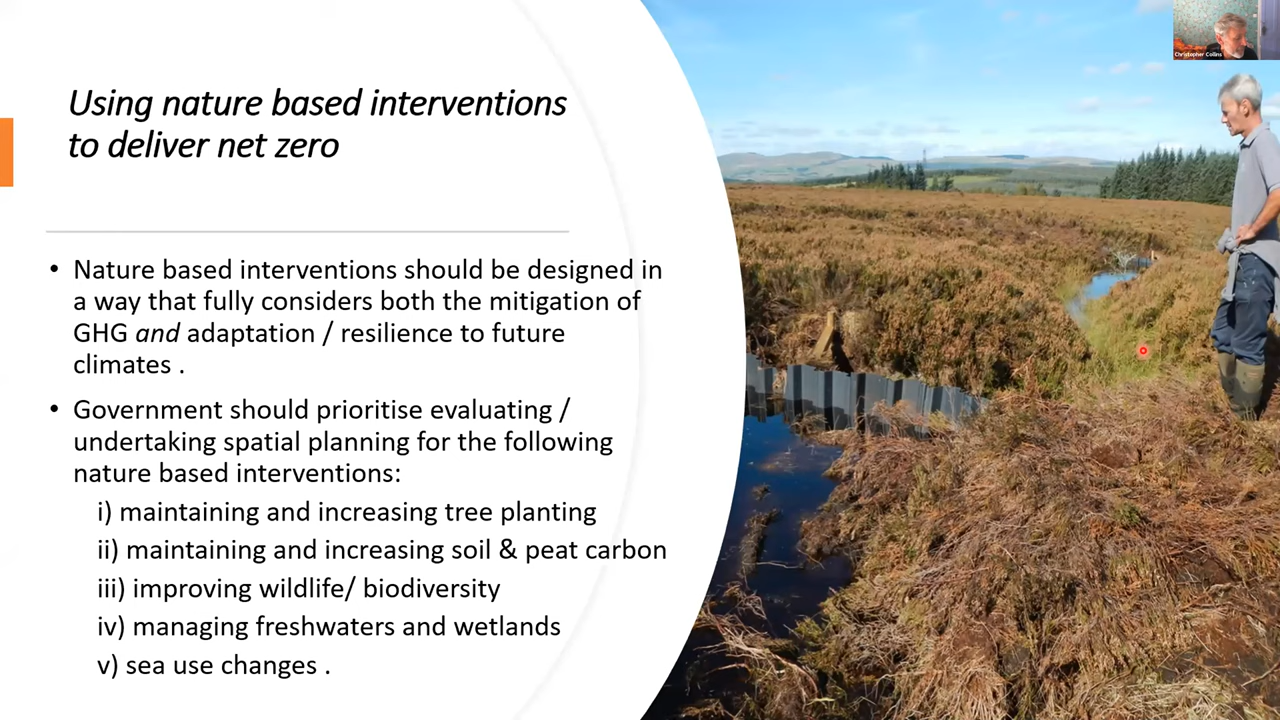 Using nature based interventions
to deliver net zero
• Nature based interventions should be designed in
a way that fully considers both the mitigation of
GHG and adaptation / resilience to future
climates .
• Government should prioritise evaluating /
undertaking spatial planning for the following
nature based interventions:
i) maintaining and increasing tree planting
ii) maintaining and increasing soil & peat carbon
iii) improving wildlife/ biodiversity
iv) managing freshwaters and wetlands
v) sea use changes .
Christopher Collins